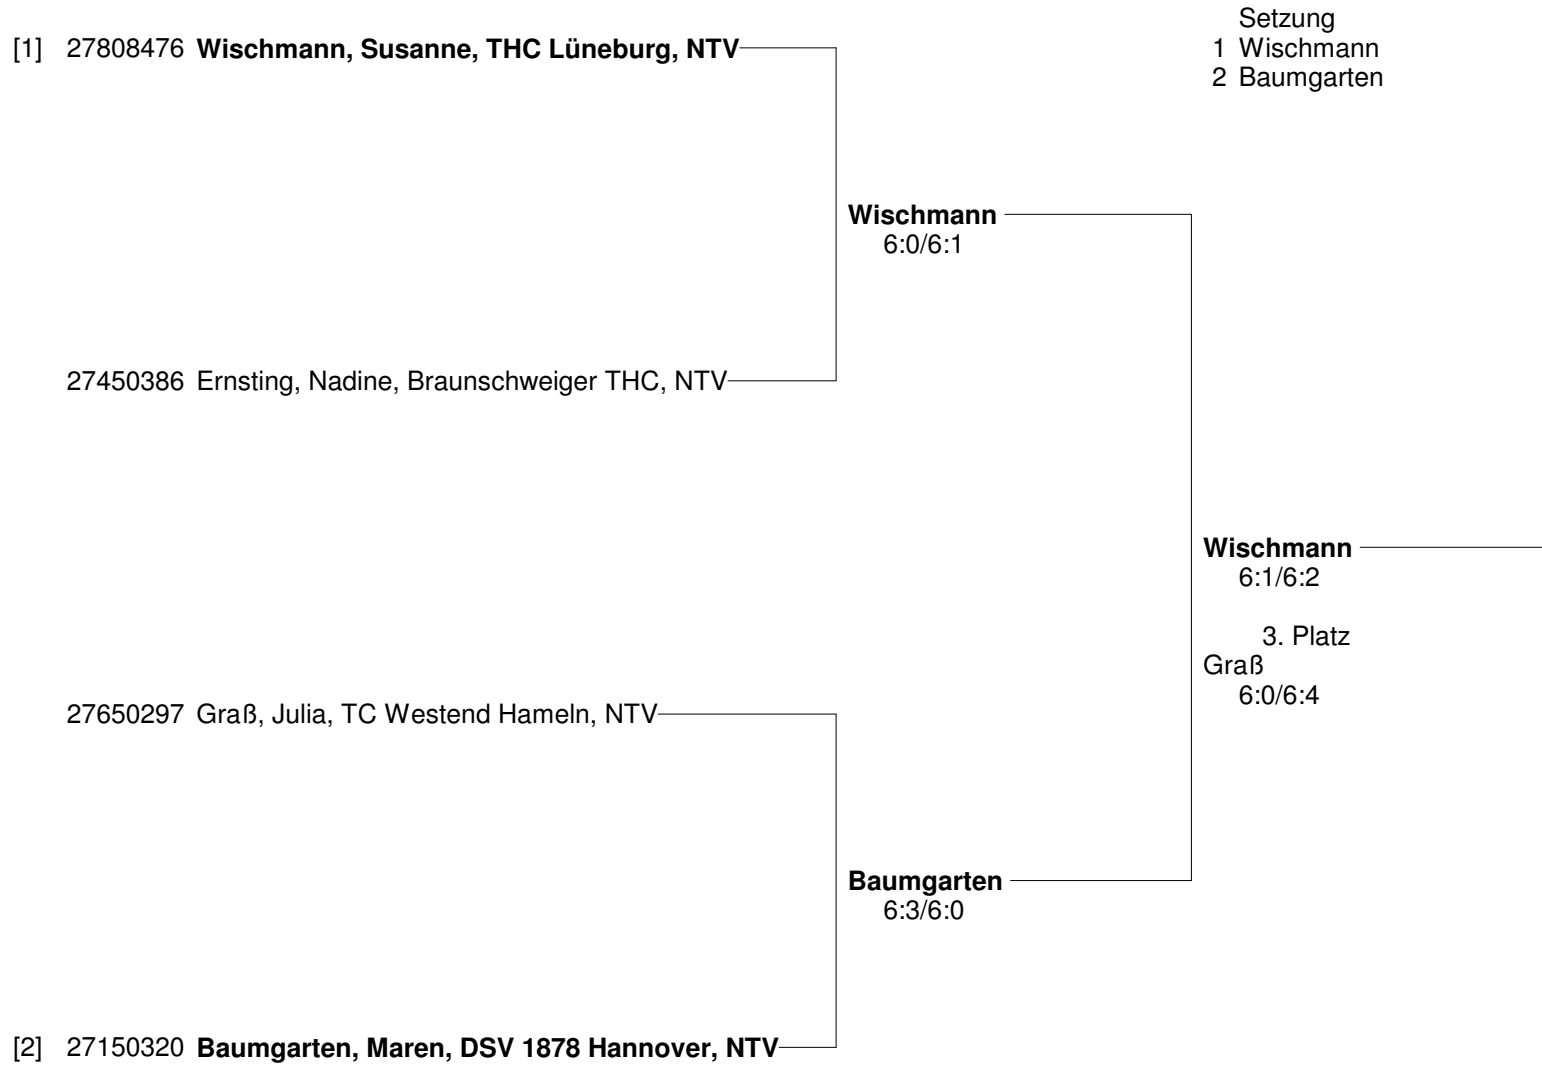 Setzung
1 Wischmann
2 Baumgarten
[1] 27808476 Wischmann, Susanne, THC Lüneburg, NTV
Wischmann
6:0/6:1
27450386 Ernsting, Nadine, Braunschweiger THC, NTV
Wischmann
6:1/6:2
3. Platz
Graß
6:0/6:4
27650297 Graß, Julia, TC Westend Hameln, NTV
Baumgarten
6:3/6:0
[2] 27150320 Baumgarten, Maren, DSV 1878 Hannover, NTV